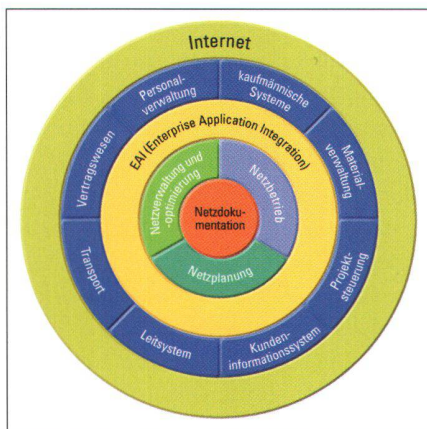 Internet
Personal-
verwaltung
kaufmännische
Systeme
Material-
verwaltung
Projekt-
steuerung
Kunden-
informationssystem
Leitsystem
Transport
Vertragswesen
EAI (Enterprise Application Integration)
Netzverwaltung und
-optimierung
Netzbetrieb
Netzplanung
Netzdoku-
mentation